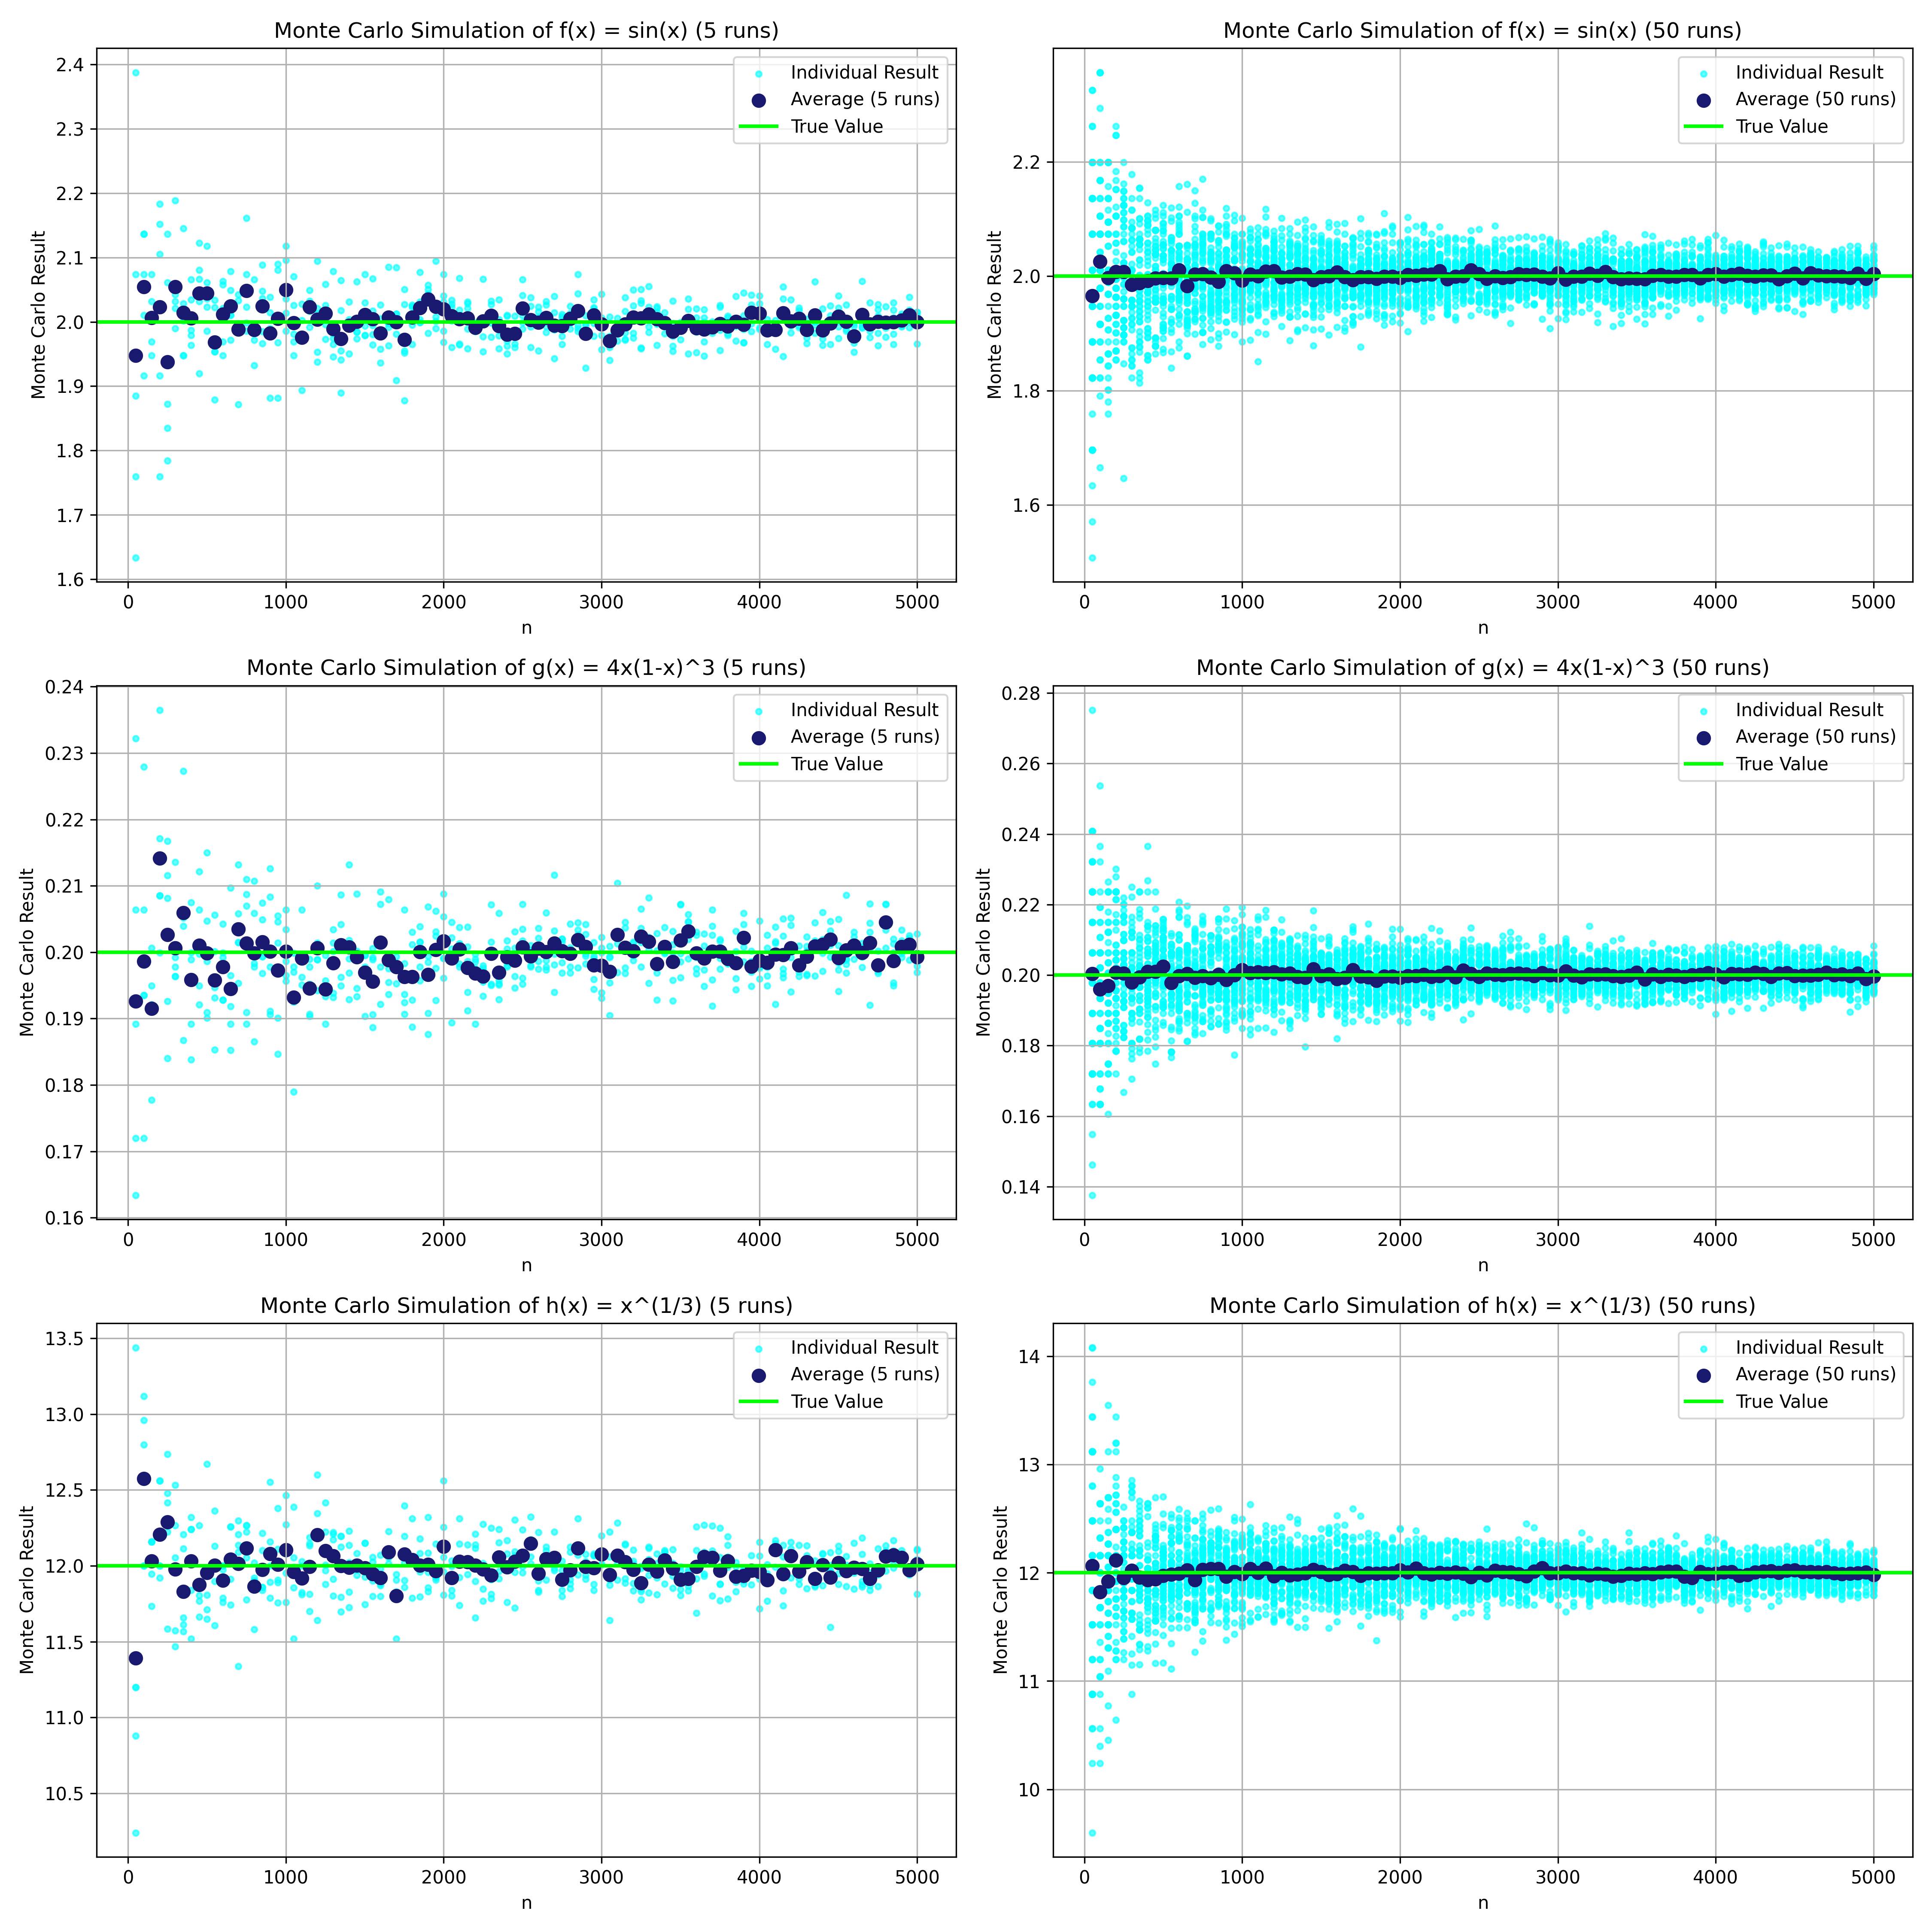 Monte Carlo Simulation of f(x) = sin(x) (5 runs)
Monte Carlo Result
2.4
2.3
2.2
2.1
2.0
1.9
1.8
1.7
1.6
Individual Result
Average (5 runs)
True Value
0 1000 2000 3000 4000 5000
n
Monte Carlo Simulation of f(x) = sin(x) (50 runs)
Monte Carlo Result
2.2
2.0
1.8
1.6
Individual Result
Average (50 runs)
True Value
0 1000 2000 3000 4000 5000
n
Monte Carlo Simulation of g(x) = 4x(1-x)^3 (5 runs)
Monte Carlo Result
0.24
0.23
0.22
0.21
0.20
0.19
0.18
0.17
0.16
Individual Result
Average (5 runs)
True Value
0 1000 2000 3000 4000 5000
n
Monte Carlo Simulation of g(x) = 4x(1-x)^3 (50 runs)
Monte Carlo Result
0.28
0.26
0.24
0.22
0.20
0.18
0.16
0.14
Individual Result
Average (50 runs)
True Value
0 1000 2000 3000 4000 5000
n
Monte Carlo Simulation of h(x) = x^(1/3) (5 runs)
Monte Carlo Result
13.5
13.0
12.5
12.0
11.5
11.0
10.5
Individual Result
Average (5 runs)
True Value
0 1000 2000 3000 4000 5000
n
Monte Carlo Simulation of h(x) = x^(1/3) (50 runs)
Monte Carlo Result
14
13
12
11
10
Individual Result
Average (50 runs)
True Value
0 1000 2000 3000 4000 5000
n